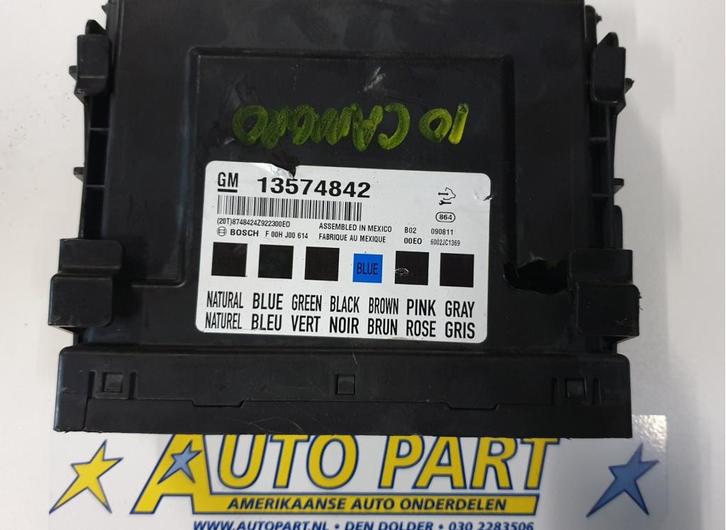 10 CAMARO
GM 13574842
(20T)8748424Z922300E0
ASSEMBLED IN MEXICO B02 090811
BOSCH F 00H J00 614 FABRIQUE AU MEXIQUE 00E0 6002JC1369
864
BLUE
NATURAL BLUE GREEN BLACK BROWN PINK GRAY
NATUREL BLEU VERT NOIR BRUN ROSE GRIS
AUTO PART
AMERIKAANSE AUTO ONDERDELEN
WWW.AUTOPART.NL • DEN DOLDER • 030 2283506